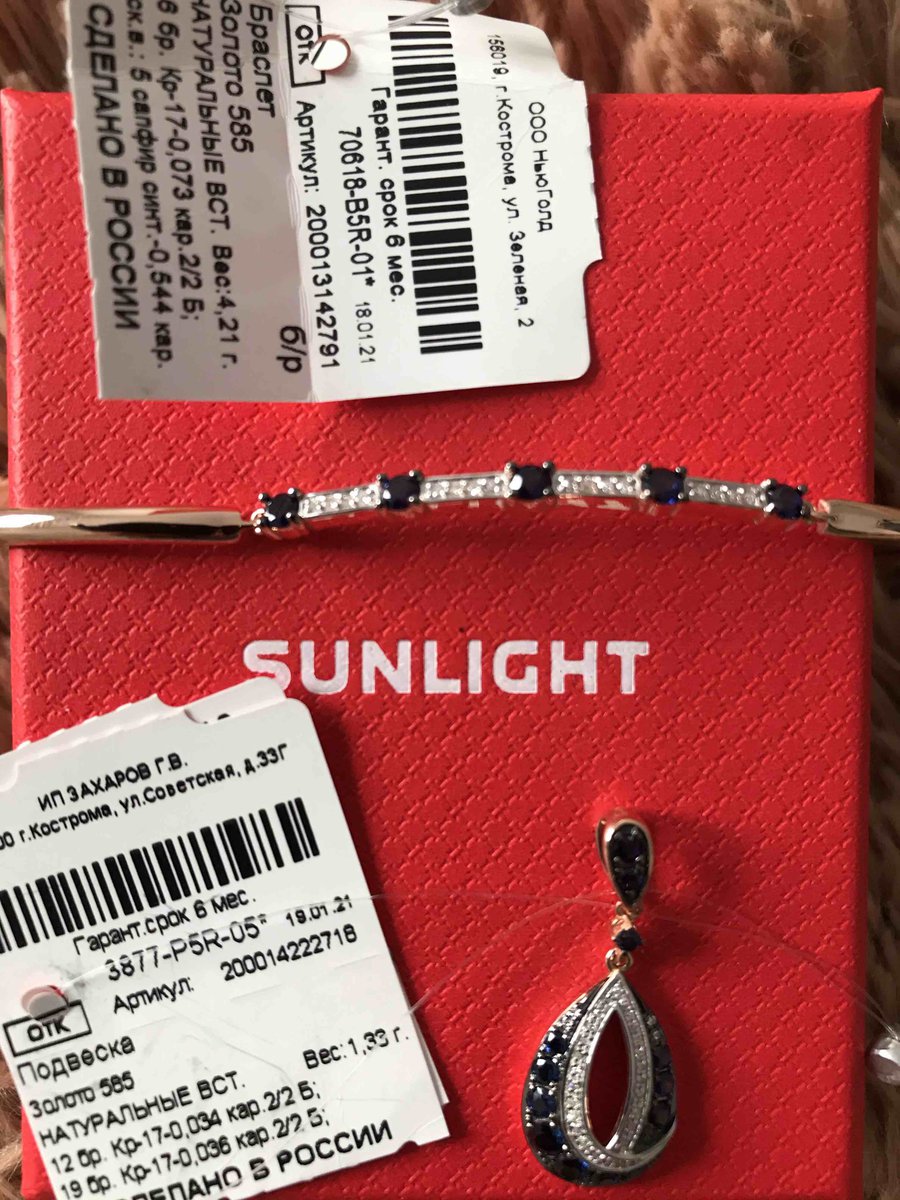 ООО НьюГолд
156019, г.Кострома, ул. Зеленая, 2
Гарант. срок 6 мес.
70618-B5R-01* 18.01.21
Артикул: 200013142791
ОТК
Браслет б/р
Золото 585
НАТУРАЛЬНЫЕ ВСТ. Вес:4,21 г.
6 бр. Кр-17-0,073 кар.2/2 Б;
ск.в.: 5 сапфир синт.-0,544 кар.
СДЕЛАНО В РОССИИ
SUNLIGHT
ИП ЗАХАРОВ Г.В.
00 г.Кострома, ул.Советская, д.33Г
Гарант.срок 6 мес.
3877-P5R-05* 19.01.21
Артикул: 200014222718
ОТК
Подвеска
Золото 585 Вес:1,33 г.
НАТУРАЛЬНЫЕ ВСТ.
12 бр. Кр-17-0,034 кар.2/2 Б;
19 бр. Кр-17-0,036 кар.2/2 Б;
СДЕЛАНО В РОССИИ